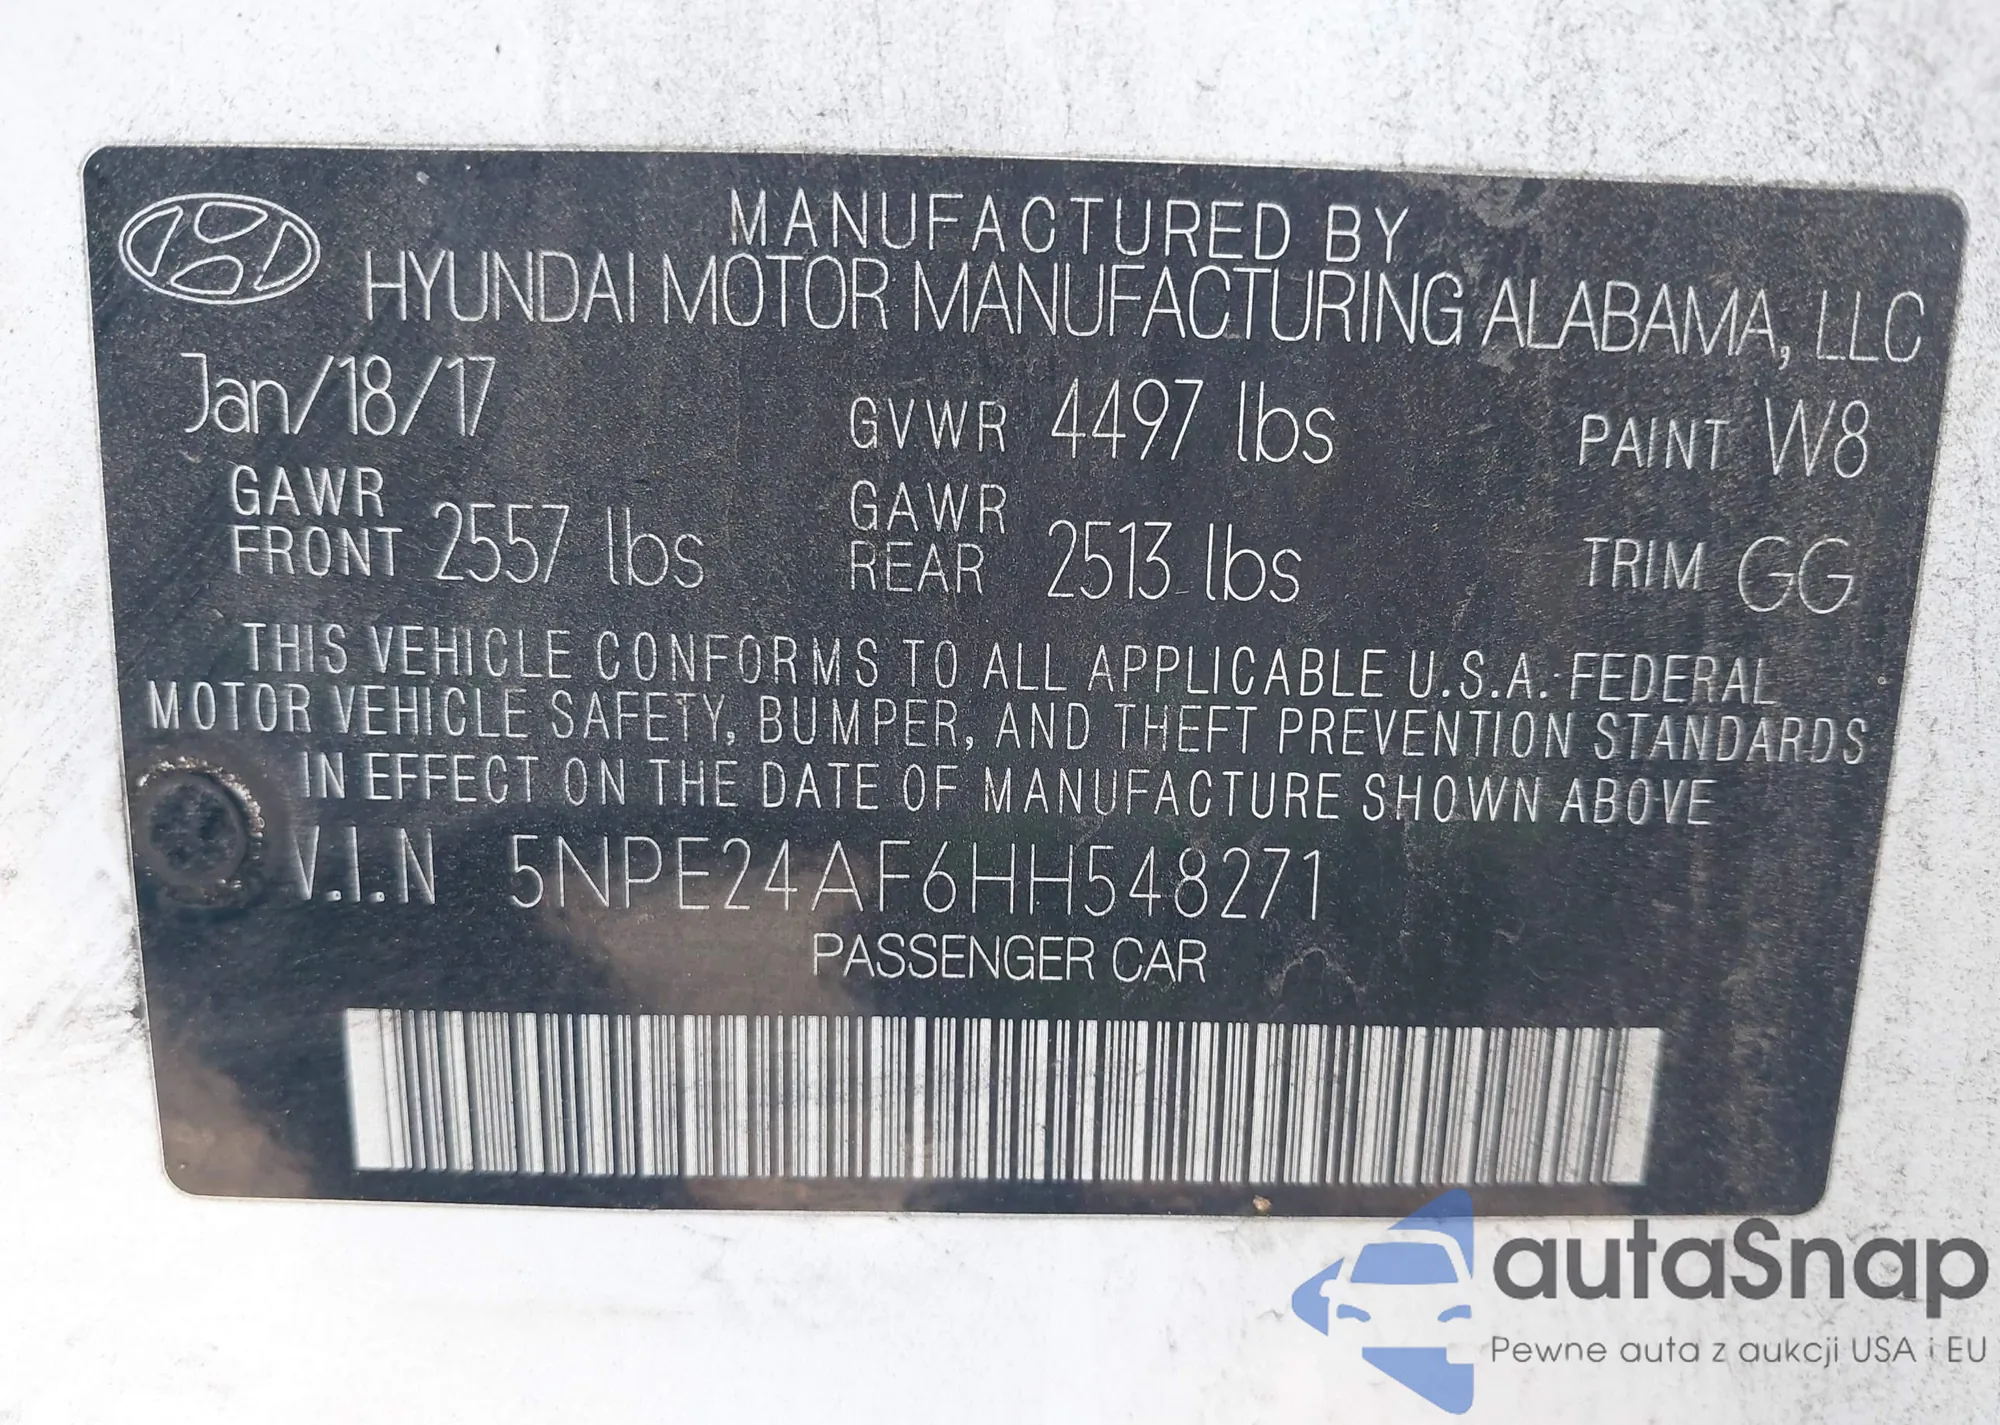 MANUFACTURED BY
HYUNDAI MOTOR MANUFACTURING ALABAMA, LLC
Jan/18/17 GVWR 4497 lbs PAINT W8
GAWR FRONT 2557 lbs GAWR REAR 2513 lbs TRIM GG
THIS VEHICLE CONFORMS TO ALL APPLICABLE U.S.A. FEDERAL
MOTOR VEHICLE SAFETY, BUMPER, AND THEFT PREVENTION STANDARDS
IN EFFECT ON THE DATE OF MANUFACTURE SHOWN ABOVE
V.I.N 5NPE24AF6HH548271
PASSENGER CAR
autaSnap
Pewne auta z aukcji USA i EU